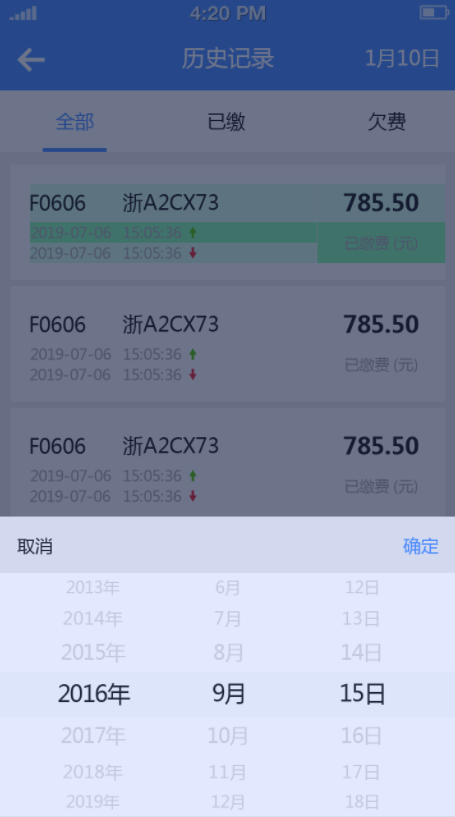 4:20 PM
历史记录 1月10日
全部 已缴 欠费
F0606 浙A2CX73 785.50
2019-07-06 15:05:36
已缴费 (元)
2019-07-06 15:05:36
F0606 浙A2CX73 785.50
2019-07-06 15:05:36
已缴费 (元)
2019-07-06 15:05:36
F0606 浙A2CX73 785.50
2019-07-06 15:05:36
已缴费 (元)
2019-07-06 15:05:36
取消 确定
2013年 6月 12日
2014年 7月 13日
2015年 8月 14日
2016年 9月 15日
2017年 10月 16日
2018年 11月 17日
2019年 12月 18日